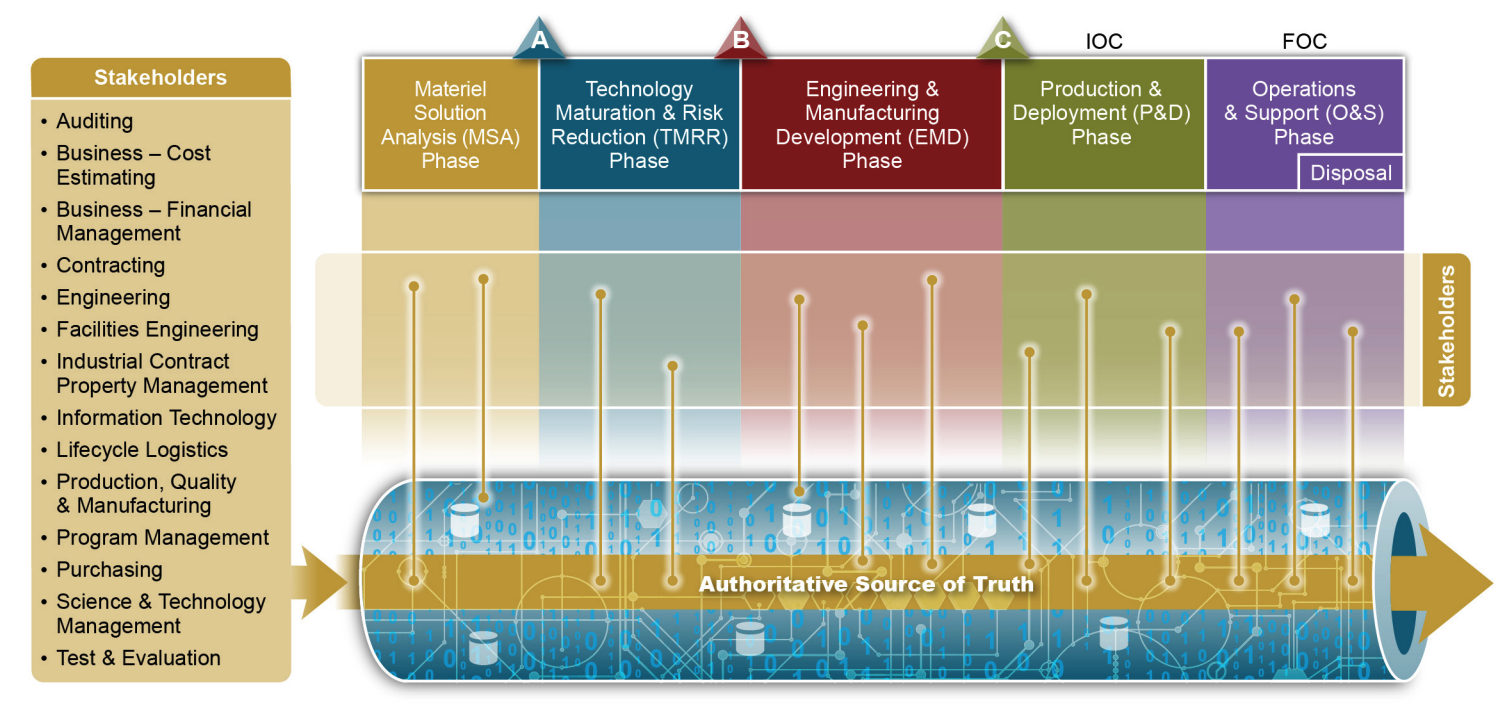 Stakeholders
• Auditing
• Business – Cost
Estimating
• Business – Financial
Management
• Contracting
• Engineering
• Facilities Engineering
• Industrial Contract
Property Management
• Information Technology
• Lifecycle Logistics
• Production, Quality
& Manufacturing
• Program Management
• Purchasing
• Science & Technology
Management
• Test & Evaluation
A
B
C
IOC
FOC
Materiel
Solution
Analysis (MSA)
Phase
Technology
Maturation & Risk
Reduction (TMRR)
Phase
Engineering &
Manufacturing
Development (EMD)
Phase
Production &
Deployment (P&D)
Phase
Operations
& Support (O&S)
Phase
Disposal
Stakeholders
Authoritative Source of Truth